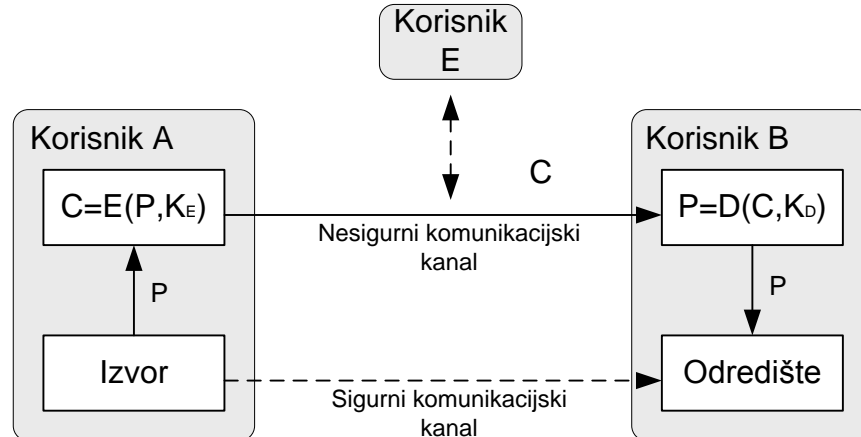 Korisnik
E
Korisnik A
Korisnik B
C
C=E(P,KE)
P=D(C,KD)
Nesigurni komunikacijski
kanal
P
P
Izvor
Odredište
Sigurni komunikacijski
kanal